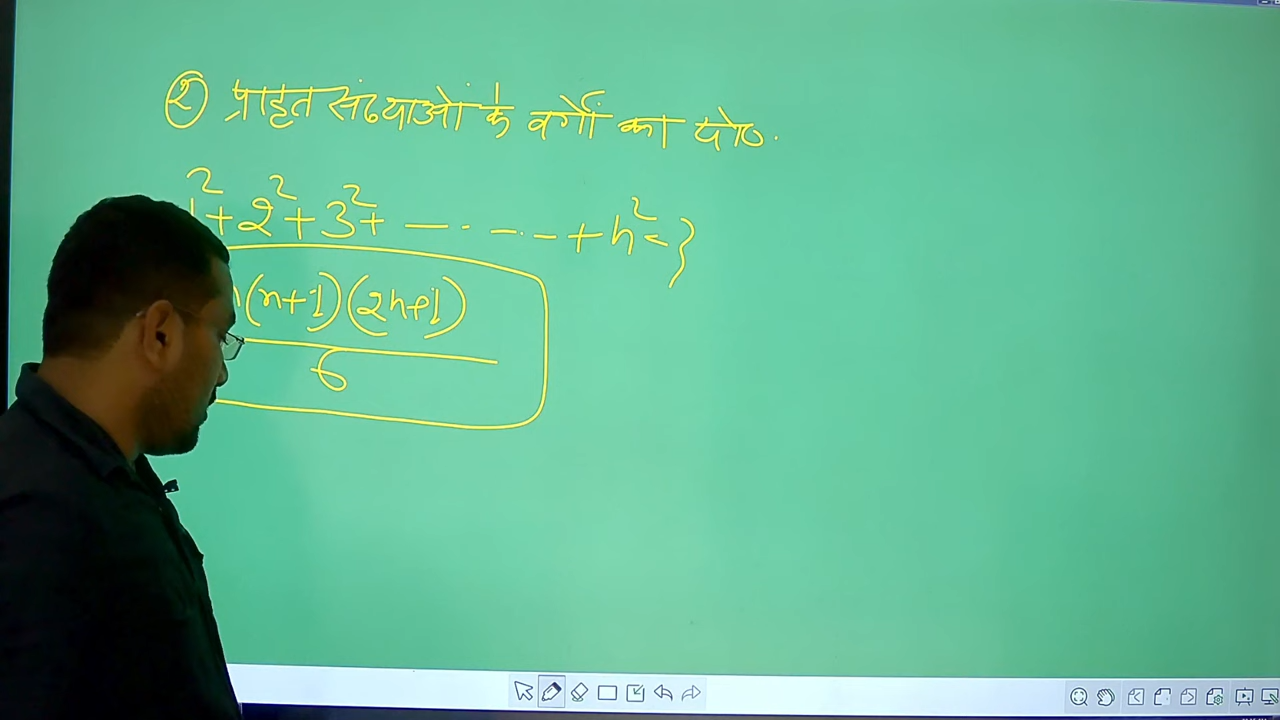 ② प्राकृत संख्याओं के वर्गों का योग.
1²+2²+3²+ — . - . - . — + n² = }
n(n+1)(2n+1)
6